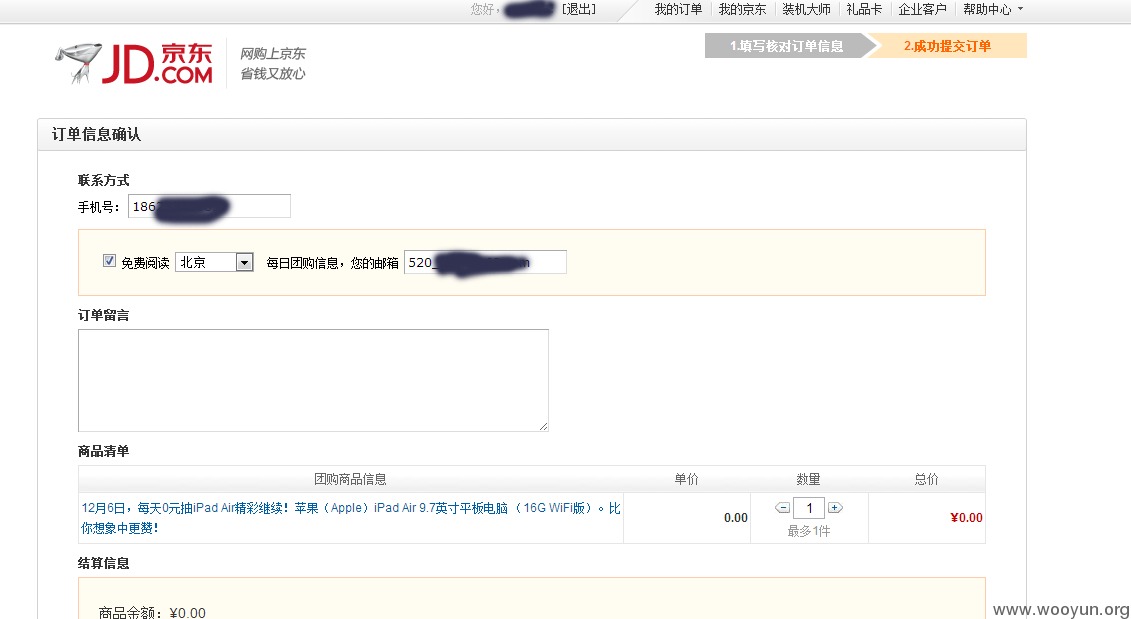 您好, [退出] 我的订单 我的京东 装机大师 礼品卡 企业客户 帮助中心
JD京东.COM
网购上京东
省钱又放心
1.填写核对订单信息 2.成功提交订单
订单信息确认
联系方式
手机号： 186
免费阅读 北京 每日团购信息，您的邮箱 520_
订单留言
商品清单
团购商品信息 单价 数量 总价
12月6日，每天0元抽iPad Air精彩继续！苹果（Apple）iPad Air 9.7英寸平板电脑 （ 16G WiFi版）。比
你想象中更赞！
0.00
1
最多1件
¥0.00
结算信息
商品金额：¥0.00
www.wooyun.org